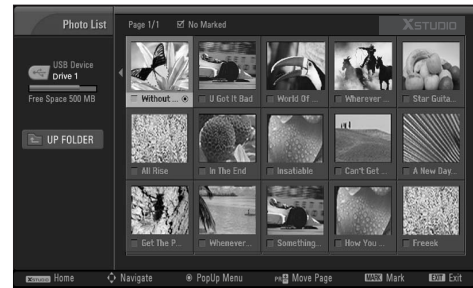 Photo List
Page 1/1
No Marked
XSTUDIO
USB Device
Drive 1
Free Space 500 MB
UP FOLDER
Without ...
U Got It Bad
World Of ...
Wherever ...
Star Guita...
All Rise
In The End
Insatiable
Can't Get ...
A New Day...
Get The P...
Whenever...
Something...
How You ...
Freeek
XSTUDIO Home
Navigate
PopUp Menu
PR Move Page
MARK Mark
EXIT Exit